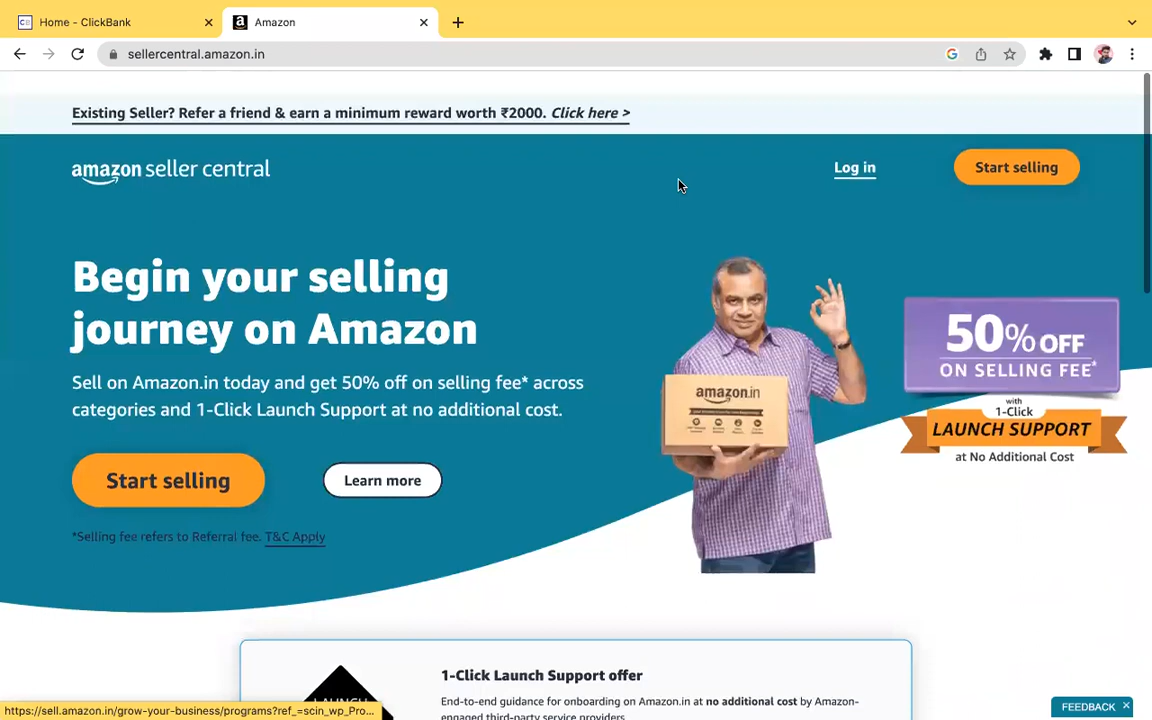 Home - ClickBank
Amazon
sellercentral.amazon.in
Existing Seller? Refer a friend & earn a minimum reward worth ₹2000. Click here >
amazon seller central
Log in
Start selling
Begin your selling
journey on Amazon
Sell on Amazon.in today and get 50% off on selling fee* across
categories and 1-Click Launch Support at no additional cost.
Start selling
Learn more
*Selling fee refers to Referral fee. T&C Apply
amazon.in
50% OFF
ON SELLING FEE*
with
1-Click
LAUNCH SUPPORT
at No Additional Cost
1-Click Launch Support offer
End-to-end guidance for onboarding on Amazon.in at no additional cost by Amazon-
engaged third-party service providers.
LAUNCH
https://sell.amazon.in/grow-your-business/programs?ref_=scin_wp_Pro...
FEEDBACK